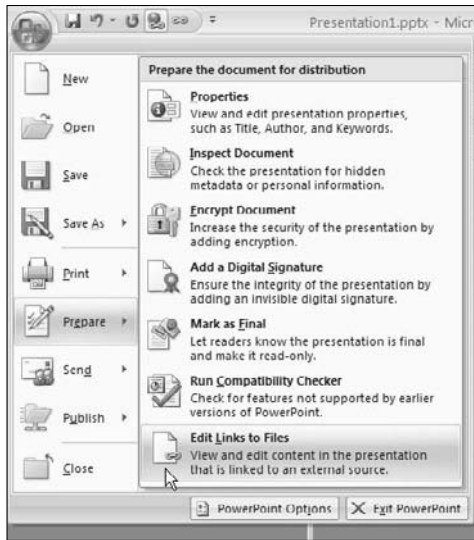 Presentation1.pptx - Micr
New
Open
Save
Save As
Print
Prepare
Send
Publish
Close
Prepare the document for distribution
Properties
View and edit presentation properties,
such as Title, Author, and Keywords.
Inspect Document
Check the presentation for hidden
metadata or personal information.
Encrypt Document
Increase the security of the presentation by
adding encryption.
Add a Digital Signature
Ensure the integrity of the presentation by
adding an invisible digital signature.
Mark as Final
Let readers know the presentation is final
and make it read-only.
Run Compatibility Checker
Check for features not supported by earlier
versions of PowerPoint.
Edit Links to Files
View and edit content in the presentation
that is linked to an external source.
PowerPoint Options
Exit PowerPoint